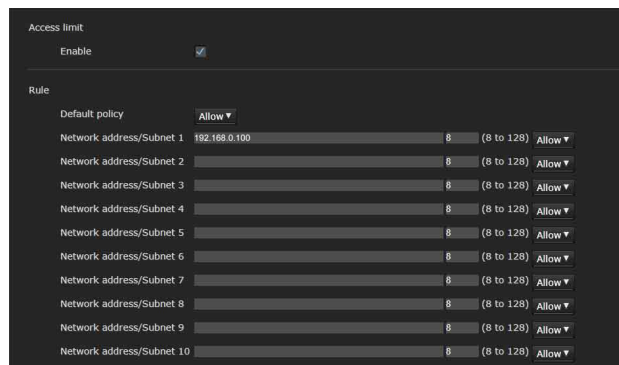 Access limit
Enable
Rule
Default policy Allow ▼
Network address/Subnet 1 192.168.0.100 8 (8 to 128) Allow ▼
Network address/Subnet 2 8 (8 to 128) Allow ▼
Network address/Subnet 3 8 (8 to 128) Allow ▼
Network address/Subnet 4 8 (8 to 128) Allow ▼
Network address/Subnet 5 8 (8 to 128) Allow ▼
Network address/Subnet 6 8 (8 to 128) Allow ▼
Network address/Subnet 7 8 (8 to 128) Allow ▼
Network address/Subnet 8 8 (8 to 128) Allow ▼
Network address/Subnet 9 8 (8 to 128) Allow ▼
Network address/Subnet 10 8 (8 to 128) Allow ▼